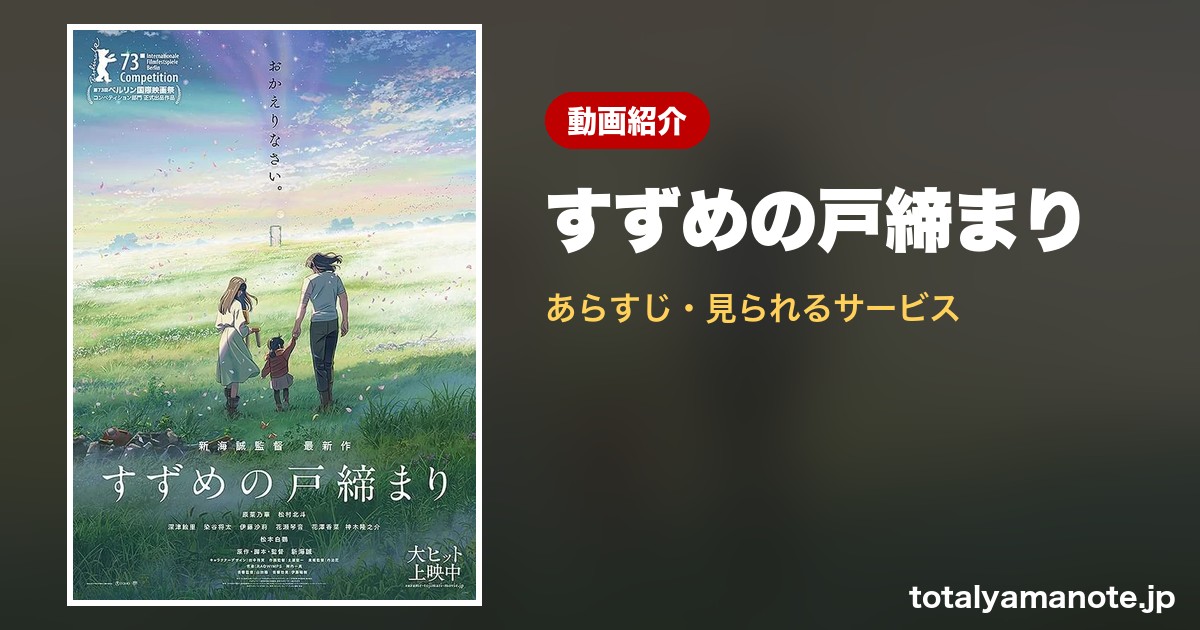 73
Internationale
Filmfestspiele
Berlin
Competition
第73回ベルリン国際映画祭
コンペティション部門 正式出品作品
おかえりなさい。
新海誠監督 最新作
すずめの戸締まり
原菜乃華 松村北斗
深津絵里 染谷将太 伊藤沙莉 花瀬琴音 花澤香菜 神木隆之介
松本白鸚
原作・脚本・監督 新海誠
大ヒット
上映中
動画紹介
すずめの戸締まり
あらすじ・見られるサービス
totalyamanote.jp